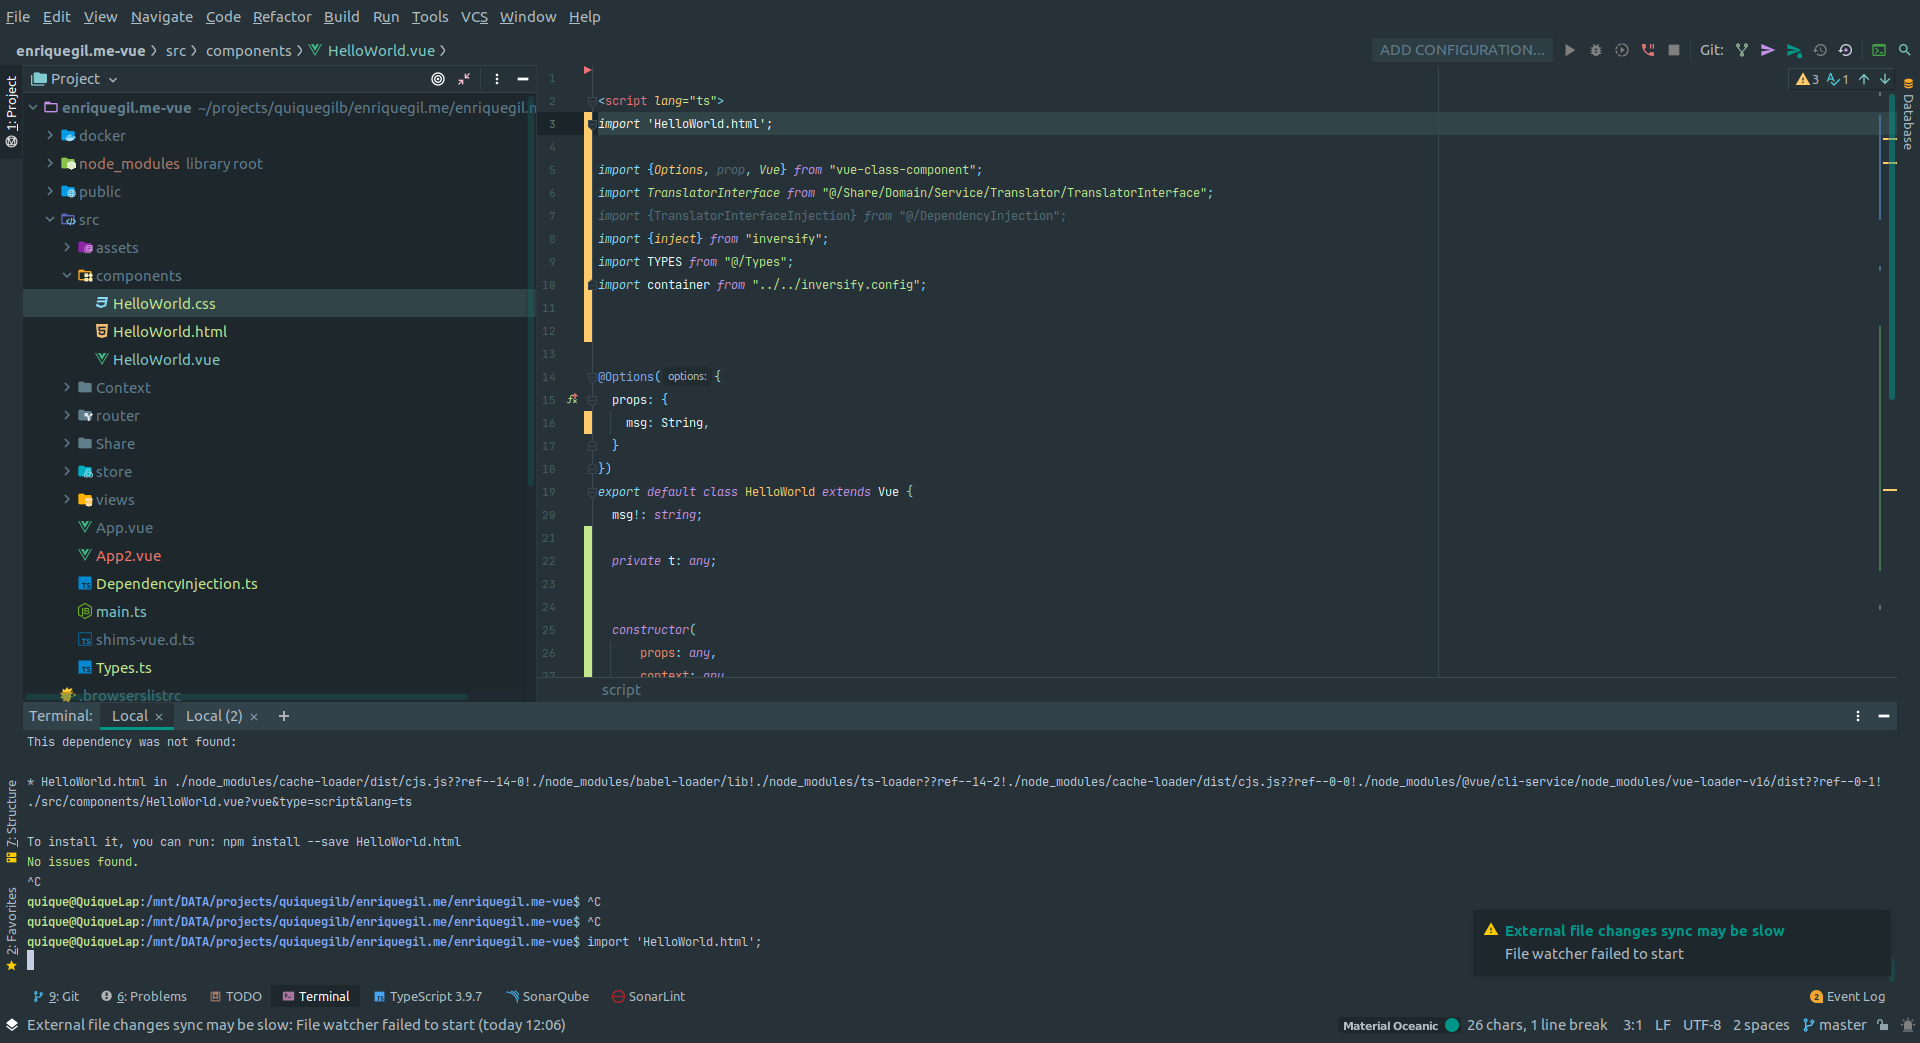 File Edit View Navigate Code Refactor Build Run Tools VCS Window Help
enriquegil.me-vue src components HelloWorld.vue
ADD CONFIGURATION...
Git:
1: Project
Project
enriquegil.me-vue ~/projects/quiquegilb/enriquegil.me/enriquegil.m
docker
node_modules library root
public
src
assets
components
HelloWorld.css
HelloWorld.html
HelloWorld.vue
Context
router
Share
store
views
App.vue
App2.vue
DependencyInjection.ts
main.ts
shims-vue.d.ts
Types.ts
.browserslistrc
3 1
Database
1
2 <script lang="ts">
3 import 'HelloWorld.html';
4
5 import {Options, prop, Vue} from "vue-class-component";
6 import TranslatorInterface from "@/Share/Domain/Service/Translator/TranslatorInterface";
7 import {TranslatorInterfaceInjection} from "@/DependencyInjection";
8 import {inject} from "inversify";
9 import TYPES from "@/Types";
10 import container from "../../inversify.config";
11
12
13
14 @Options( options: {
15 props: {
16 msg: String,
17 }
18 })
19 export default class HelloWorld extends Vue {
20 msg!: string;
21
22 private t: any;
23
24
25 constructor(
26 props: any,
27 context: any
script
Terminal: Local × Local (2) × +
This dependency was not found:
* HelloWorld.html in ./node_modules/cache-loader/dist/cjs.js??ref--14-0!./node_modules/babel-loader/lib!./node_modules/ts-loader??ref--14-2!./node_modules/cache-loader/dist/cjs.js??ref--0-0!./node_modules/@vue/cli-service/node_modules/vue-loader-v16/dist??ref--0-1!
./src/components/HelloWorld.vue?vue&type=script&lang=ts
To install it, you can run: npm install --save HelloWorld.html
No issues found.
^C
quique@QuiqueLap:/mnt/DATA/projects/quiquegilb/enriquegil.me/enriquegil.me-vue$ ^C
quique@QuiqueLap:/mnt/DATA/projects/quiquegilb/enriquegil.me/enriquegil.me-vue$ ^C
quique@QuiqueLap:/mnt/DATA/projects/quiquegilb/enriquegil.me/enriquegil.me-vue$ import 'HelloWorld.html';
7: Structure
2: Favorites
External file changes sync may be slow
File watcher failed to start
9: Git 6: Problems TODO Terminal TypeScript 3.9.7 SonarQube SonarLint
2 Event Log
External file changes sync may be slow: File watcher failed to start (today 12:06)
Material Oceanic 26 chars, 1 line break 3:1 LF UTF-8 2 spaces master